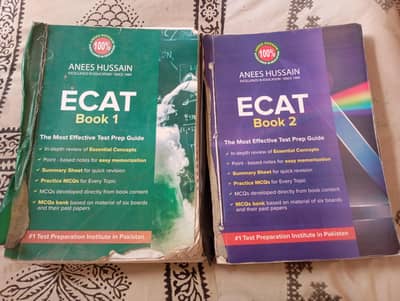 100%
ANEES HUSSAIN
EXCELLENCE IN EDUCATION · SINCE 1989
ECAT
Book 1
The Most Effective Test Prep Guide
In-depth review of Essential Concepts
Point - based notes for easy memorization
Summary Sheet for quick revision
Practice MCQs for Every Topic
MCQs developed directly from book content
MCQs bank based on material of six boards
and their past papers
#1 Test Preparation Institute in Pakistan
100%
ANEES HUSSAIN
EXCELLENCE IN EDUCATION · SINCE 1989
ECAT
Book 2
The Most Effective Test Prep Guide
In-depth review of Essential Concepts
Point - based notes for easy memorization
Summary Sheet for quick revision
Practice MCQs for Every Topic
MCQs developed directly from book content
MCQs bank based on material of six boards
and their past papers
#1 Test Preparation Institute in Pakistan